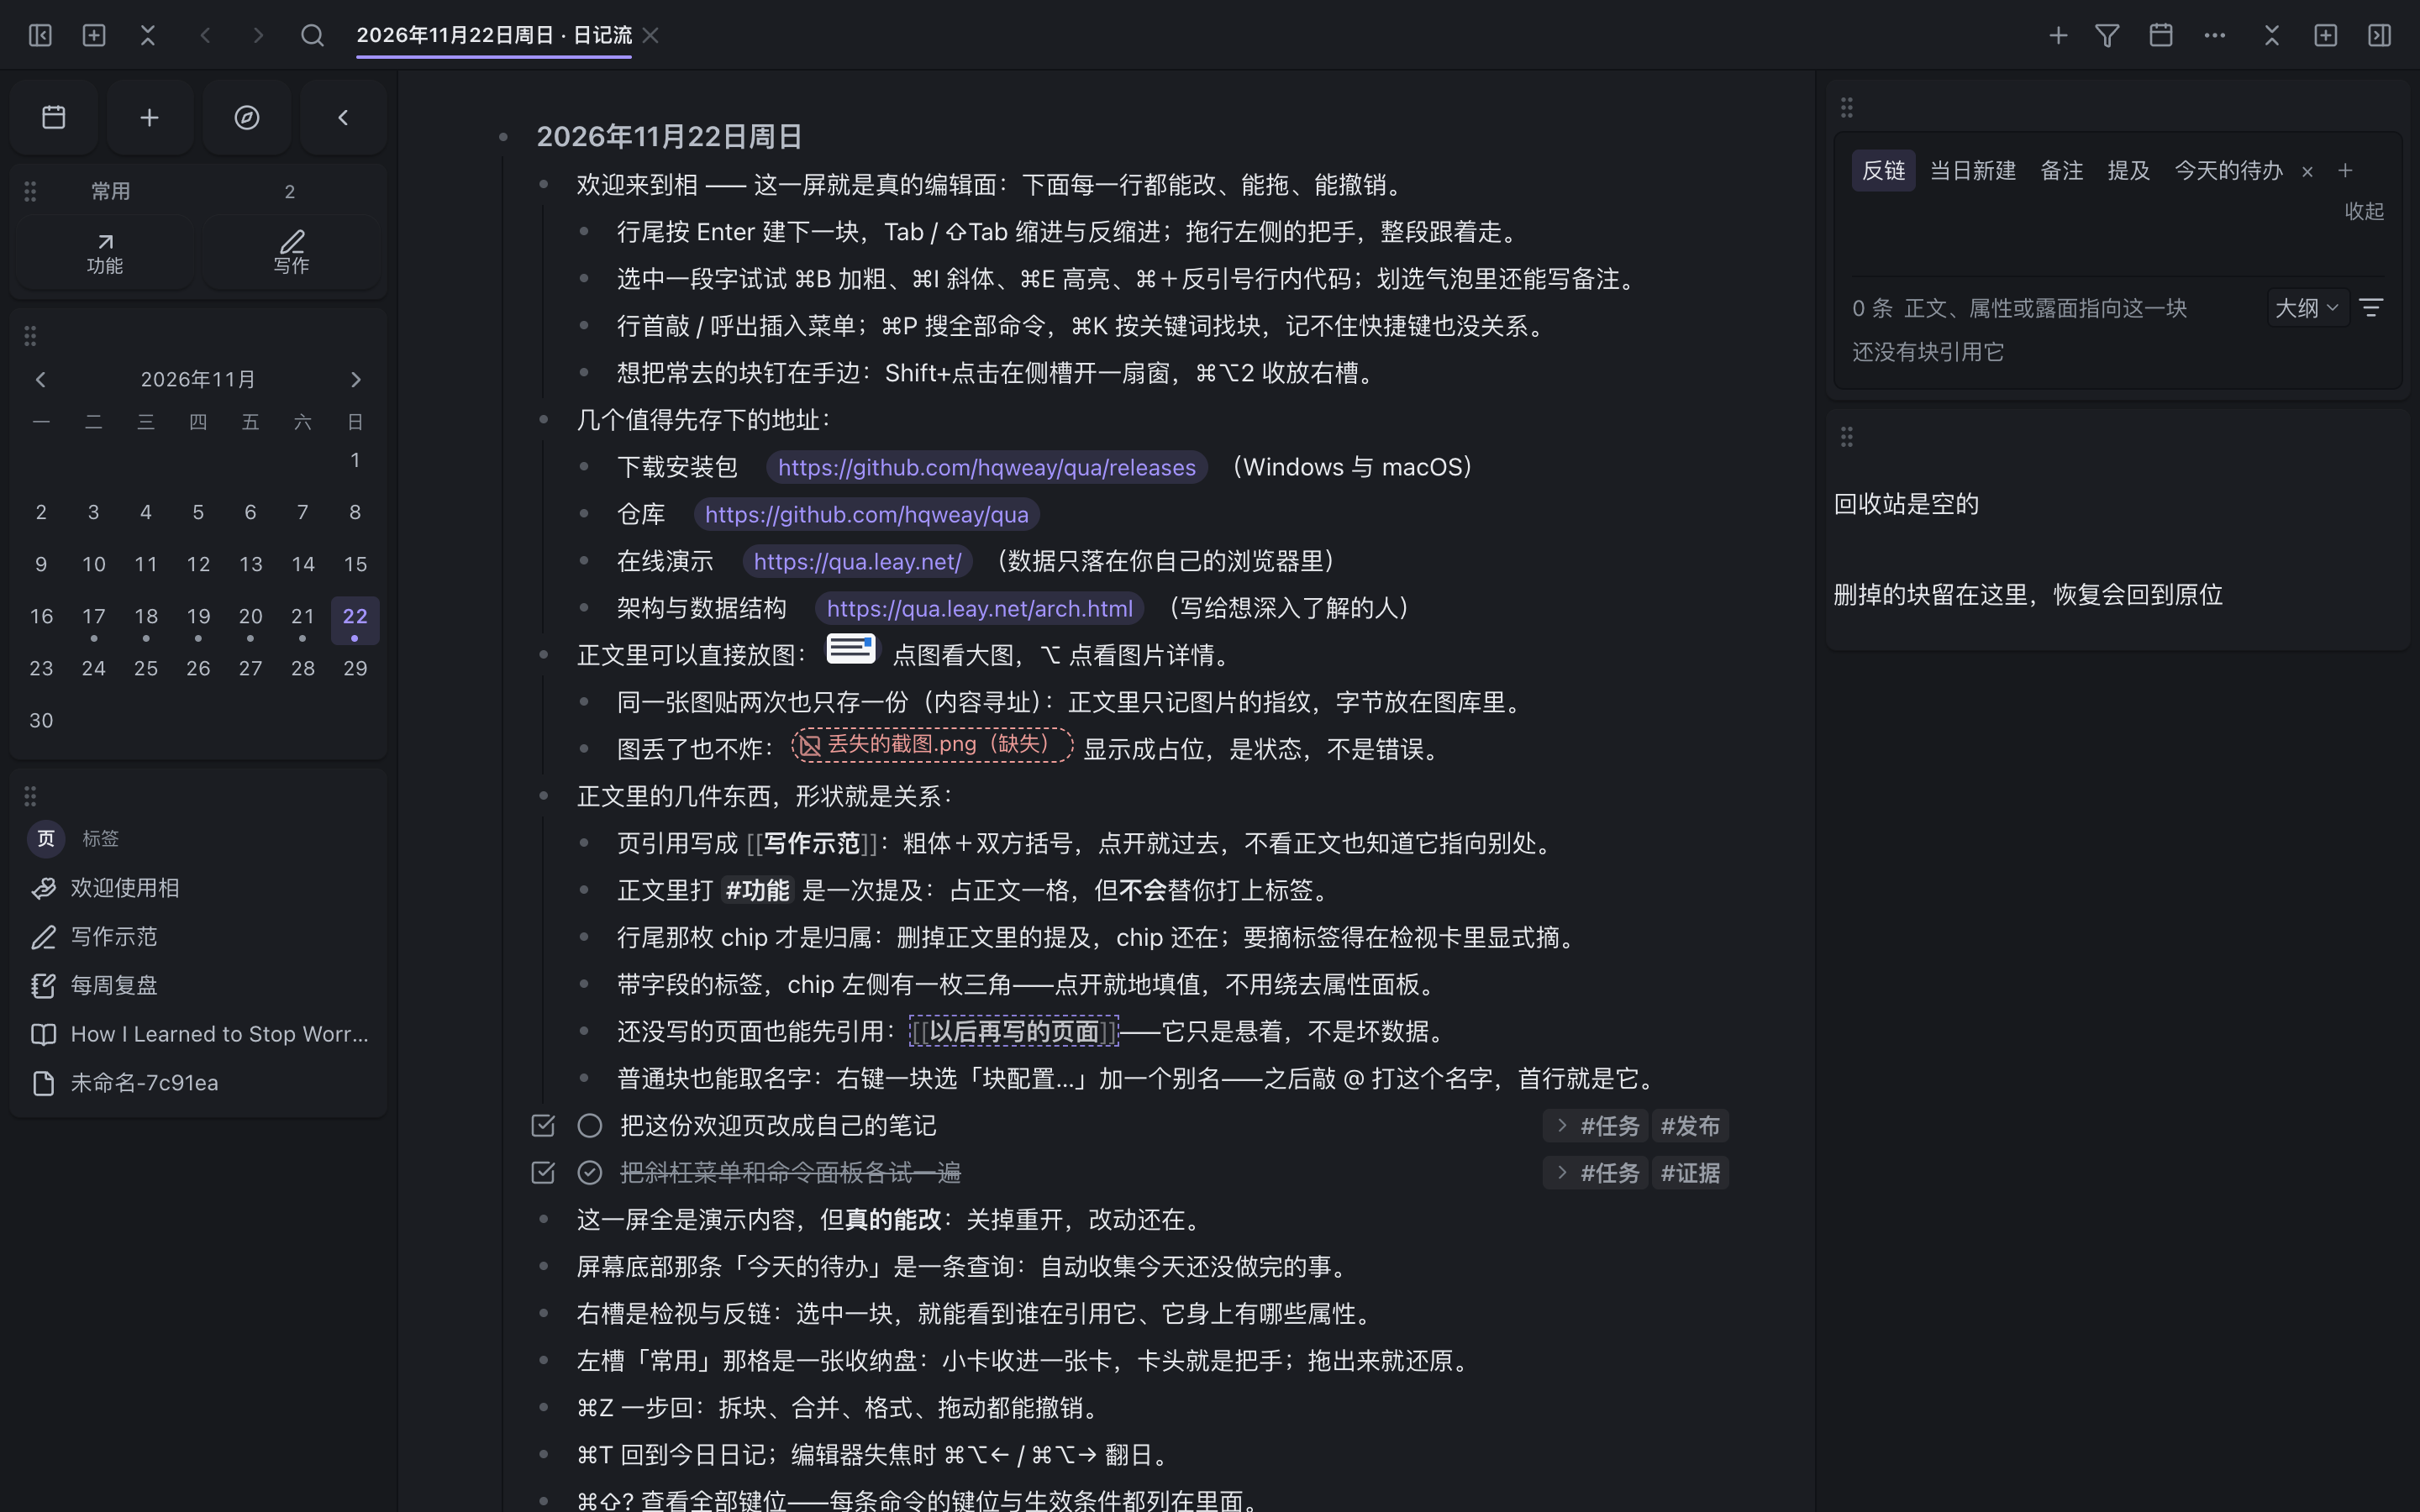 2026年11月22日周日 · 日记流
常用 2
功能 写作
2026年11月
一 二 三 四 五 六 日
1
2 3 4 5 6 7 8
9 10 11 12 13 14 15
16 17 18 19 20 21 22
23 24 25 26 27 28 29
30
页 标签
欢迎使用相
写作示范
每周复盘
How I Learned to Stop Worr...
未命名-7c91ea
2026年11月22日周日
欢迎来到相 —— 这一屏就是真的编辑面：下面每一行都能改、能拖、能撤销。
行尾按 Enter 建下一块，Tab / ⇧Tab 缩进与反缩进；拖行左侧的把手，整段跟着走。
选中一段字试试 ⌘B 加粗、⌘I 斜体、⌘E 高亮、⌘＋反引号行内代码；划选气泡里还能写备注。
行首敲 / 呼出插入菜单；⌘P 搜全部命令，⌘K 按关键词找块，记不住快捷键也没关系。
想把常去的块钉在手边：Shift+点击在侧槽开一扇窗，⌘⌥2 收放右槽。
几个值得先存下的地址：
下载安装包 https://github.com/hqweay/qua/releases （Windows 与 macOS）
仓库 https://github.com/hqweay/qua
在线演示 https://qua.leay.net/ （数据只落在你自己的浏览器里）
架构与数据结构 https://qua.leay.net/arch.html （写给想深入了解的人）
正文里可以直接放图： 点图看大图，⌥ 点看图片详情。
同一张图贴两次也只存一份（内容寻址）：正文里只记图片的指纹，字节放在图库里。
图丢了也不炸： 丢失的截图.png（缺失） 显示成占位，是状态，不是错误。
正文里的几件东西，形状就是关系：
页引用写成 [[写作示范]]：粗体＋双方括号，点开就过去，不看正文也知道它指向别处。
正文里打 #功能 是一次提及：占正文一格，但不会替你打上标签。
行尾那枚 chip 才是归属：删掉正文里的提及，chip 还在；要摘标签得在检视卡里显式摘。
带字段的标签，chip 左侧有一枚三角——点开就地填值，不用绕去属性面板。
还没写的页面也能先引用：[[以后再写的页面]]——它只是悬着，不是坏数据。
普通块也能取名字：右键一块选「块配置…」加一个别名——之后敲 @ 打这个名字，首行就是它。
把这份欢迎页改成自己的笔记 #任务 #发布
把斜杠菜单和命令面板各试一遍 #任务 #证据
这一屏全是演示内容，但真的能改：关掉重开，改动还在。
屏幕底部那条「今天的待办」是一条查询：自动收集今天还没做完的事。
右槽是检视与反链：选中一块，就能看到谁在引用它、它身上有哪些属性。
左槽「常用」那格是一张收纳盘：小卡收进一张卡，卡头就是把手；拖出来就还原。
⌘Z 一步回：拆块、合并、格式、拖动都能撤销。
⌘T 回到今日日记；编辑器失焦时 ⌘⌥← / ⌘⌥→ 翻日。
⌘⇧? 查看全部键位——每条命令的键位与生效条件都列在里面。
反链 当日新建 备注 提及 今天的待办 × +
收起
0 条 正文、属性或露面指向这一块 大纲
还没有块引用它
回收站是空的
删掉的块留在这里，恢复会回到原位